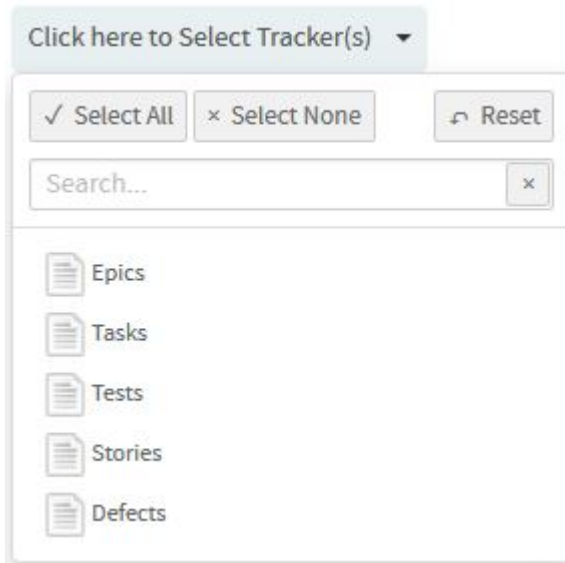 Click here to Select Tracker(s)
✓ Select All × Select None Reset
Search... ×
Epics
Tasks
Tests
Stories
Defects